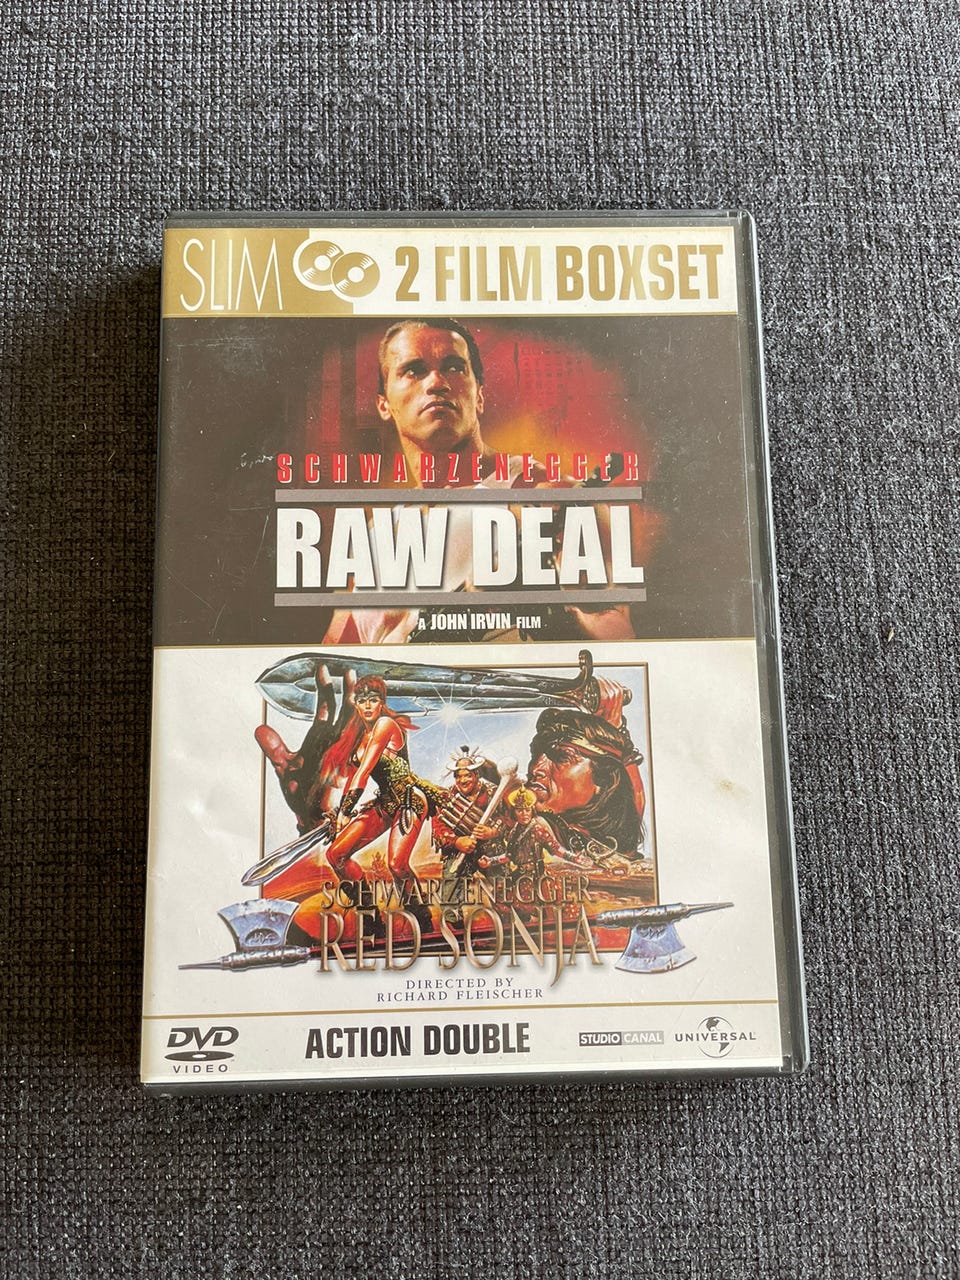 SLIM 2 FILM BOXSET
SCHWARZENEGGER
RAW DEAL
A JOHN IRVIN FILM
SCHWARZENEGGER
RED SONJA
DIRECTED BY
RICHARD FLEISCHER
DVD
VIDEO
ACTION DOUBLE
STUDIO CANAL
UNIVERSAL